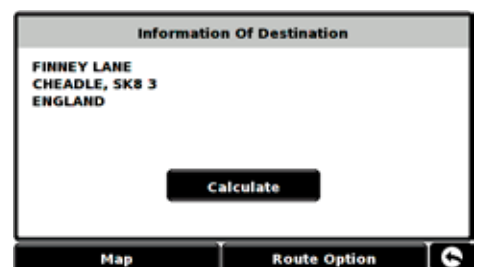 Information Of Destination
FINNEY LANE
CHEADLE, SK8 3
ENGLAND
Calculate
Map
Route Option